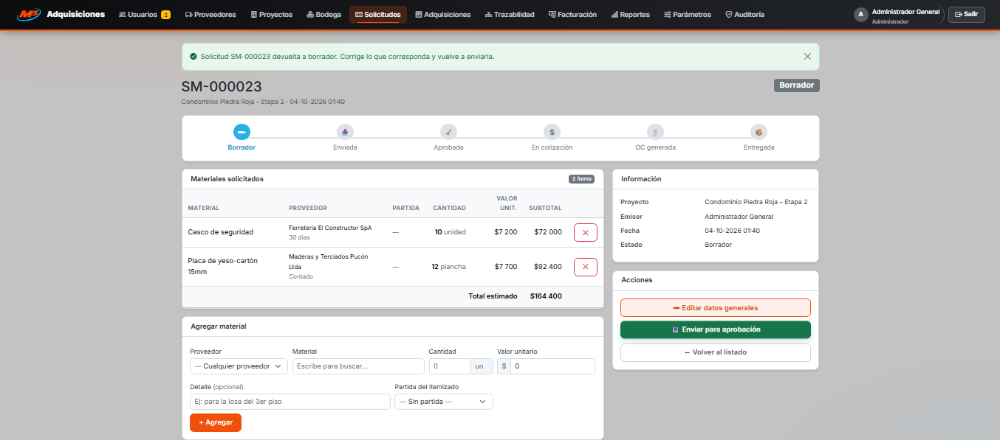 M5 Adquisiciones Usuarios 2 Proveedores Proyectos Bodega Solicitudes Adquisiciones Trazabilidad Facturación Reportes Parámetros Auditoría A Administrador General Salir
Administrador
Solicitud SM-000023 devuelta a borrador. Corrige lo que corresponda y vuelve a enviarla.
SM-000023 Borrador
Condominio Piedra Roja – Etapa 2 · 04-10-2026 01:40
Borrador Enviada Aprobada En cotización OC generada Entregada
Materiales solicitados 2 ítems
MATERIAL PROVEEDOR PARTIDA CANTIDAD VALOR UNIT. SUBTOTAL
Casco de seguridad Ferretería El Constructor SpA — 10 unidad $7 200 $72 000
30 días
Placa de yeso-cartón Maderas y Terciados Pucón
15mm Ltda — 12 plancha $7 700 $92 400
Contado
Total estimado $164 400
Información
Proyecto Condominio Piedra Roja – Etapa 2
Emisor Administrador General
Fecha 04-10-2026 01:40
Estado Borrador
Acciones
Editar datos generales
Enviar para aprobación
← Volver al listado
Agregar material
Proveedor Material Cantidad Valor unitario
— Cualquier proveedor Escribe para buscar... 0 un $ 0
Detalle (opcional) Partida del itemizado
Ej: para la losa del 3er piso — Sin partida —
+ Agregar